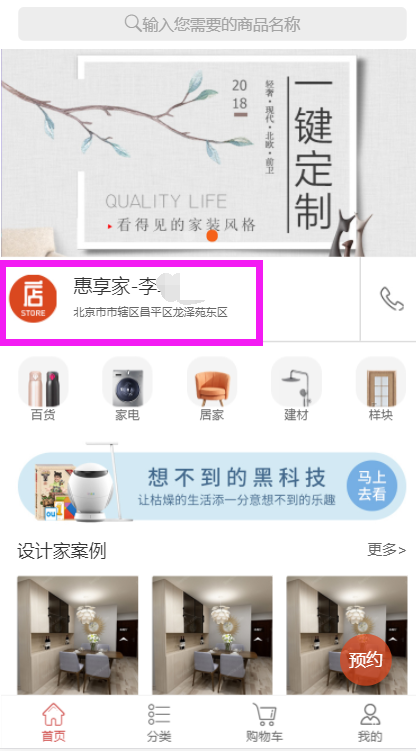 输入您需要的商品名称
2018
轻奢·现代·北欧·前卫
一键定制
QUALITY LIFE
看得见的家装风格
店
STORE
惠享家-李
北京市市辖区昌平区龙泽苑东区
百货
家电
居家
建材
样块
想不到的黑科技
让枯燥的生活添一分意想不到的乐趣
马上
去看
设计家案例
更多>
预约
首页
分类
购物车
我的